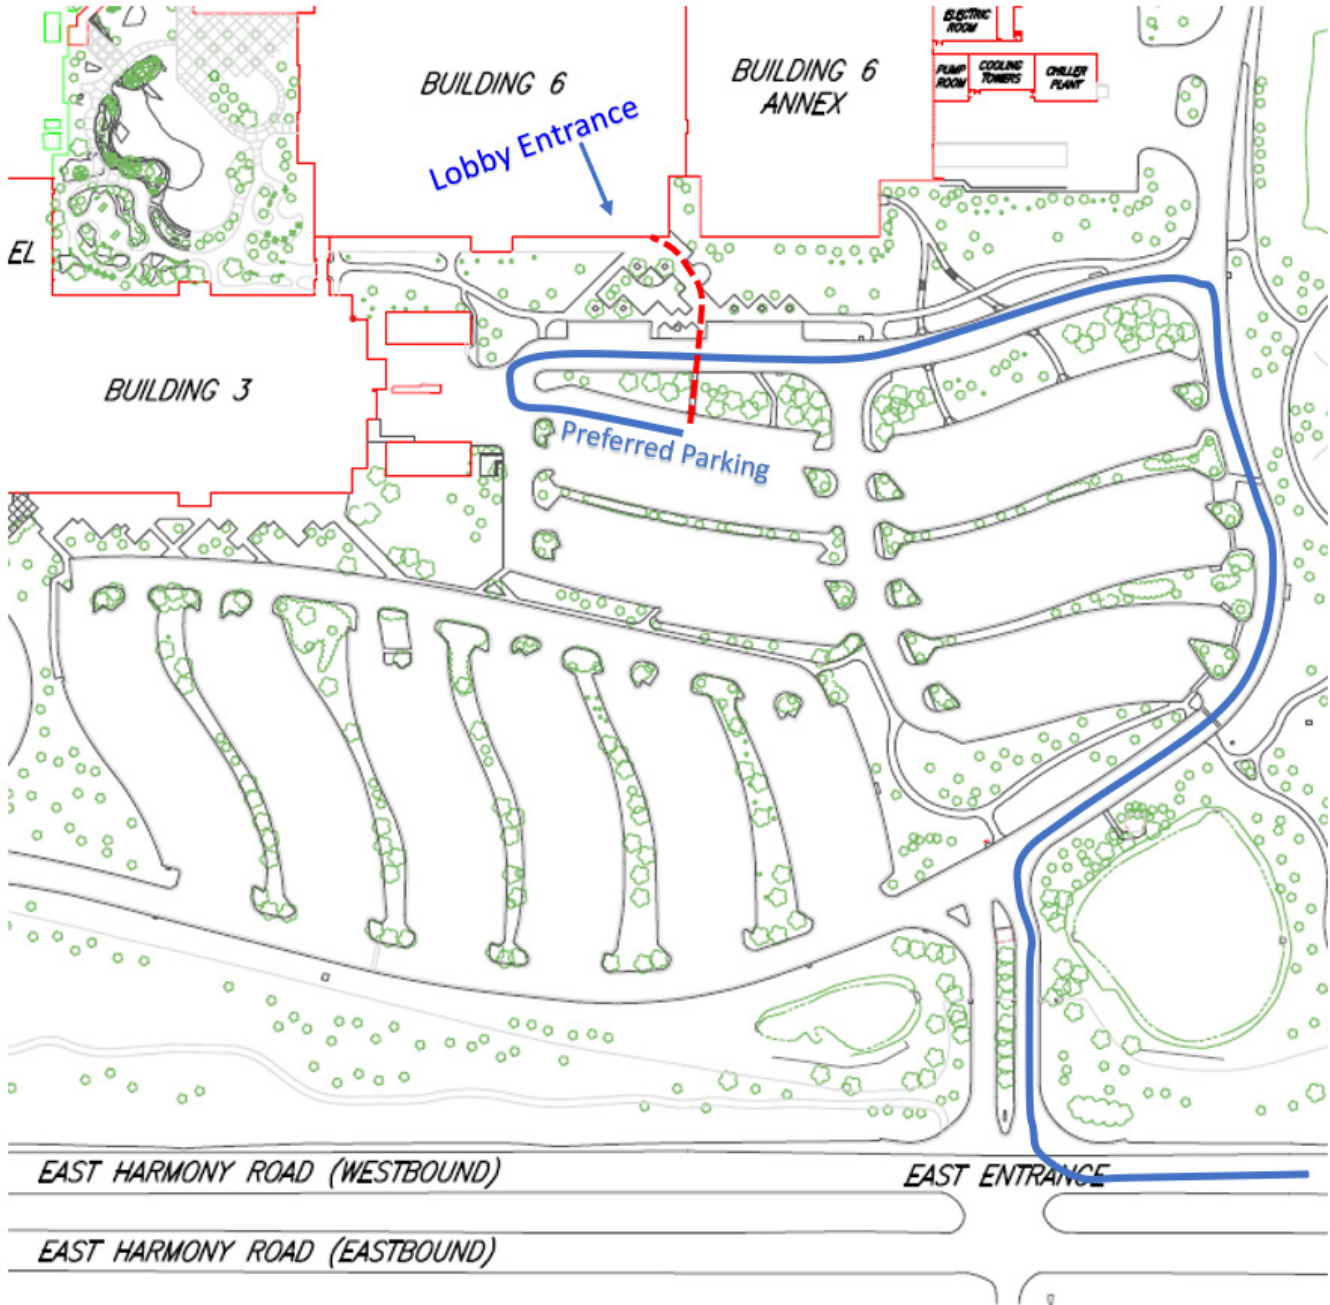 ELECTRIC
ROOM
BUILDING 6
BUILDING 6
ANNEX
PUMP
ROOM
COOLING
TOWERS
CHILLER
PLANT
Lobby Entrance
EL
BUILDING 3
Preferred Parking
EAST HARMONY ROAD (WESTBOUND)
EAST ENTRANCE
EAST HARMONY ROAD (EASTBOUND)